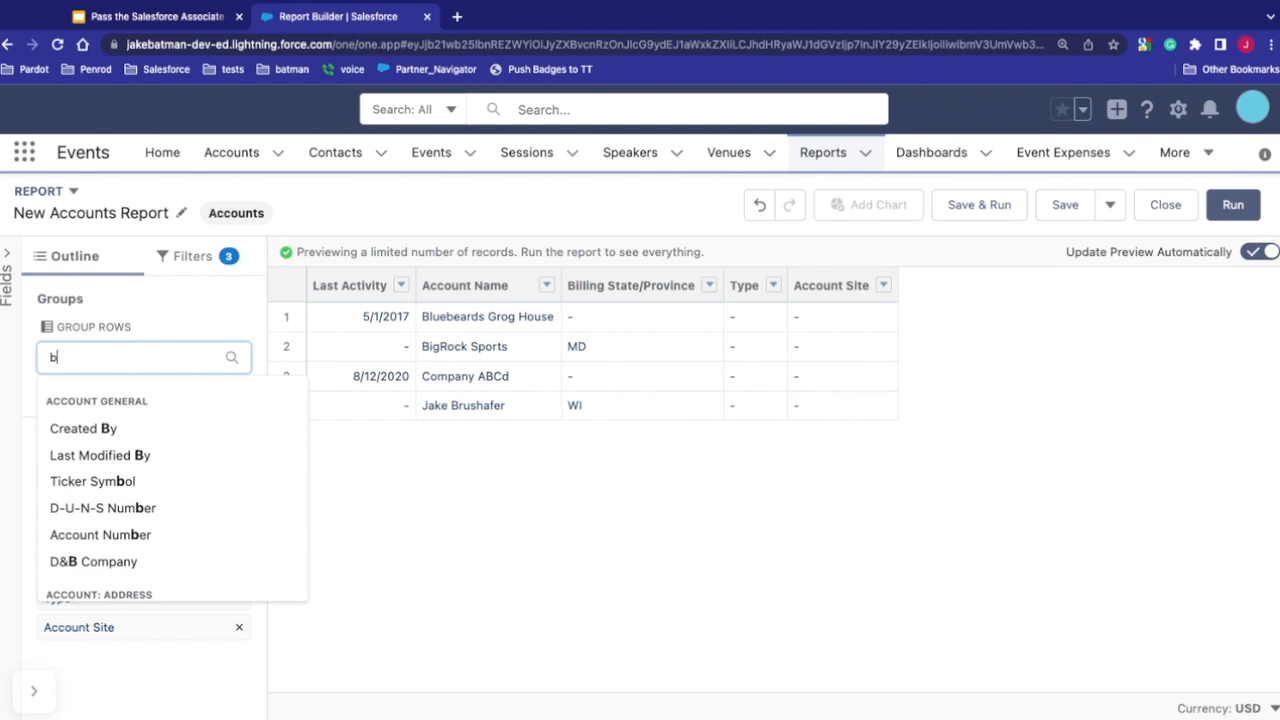 Pass the Salesforce Associate
Report Builder | Salesforce
jakebatman-dev-ed.lightning.force.com
Pardot Penrod Salesforce tests batman voice Partner_Navigator Push Badges to TT Other Bookmarks
J
Search: All Search...
Events Home Accounts Contacts Events Sessions Speakers Venues Reports Dashboards Event Expenses More
REPORT
New Accounts Report Accounts
Add Chart Save & Run Save Close Run
Fields
Outline Filters 3
Previewing a limited number of records. Run the report to see everything. Update Preview Automatically
Groups
GROUP ROWS
b
ACCOUNT GENERAL
Created By
Last Modified By
Ticker Symbol
D-U-N-S Number
Account Number
D&B Company
ACCOUNT: ADDRESS
Type
Account Site
Last Activity Account Name Billing State/Province Type Account Site
1 5/1/2017 Bluebeards Grog House - - -
2 - BigRock Sports MD - -
3 8/12/2020 Company ABCd - - -
- Jake Brushafer WI - -
Currency: USD